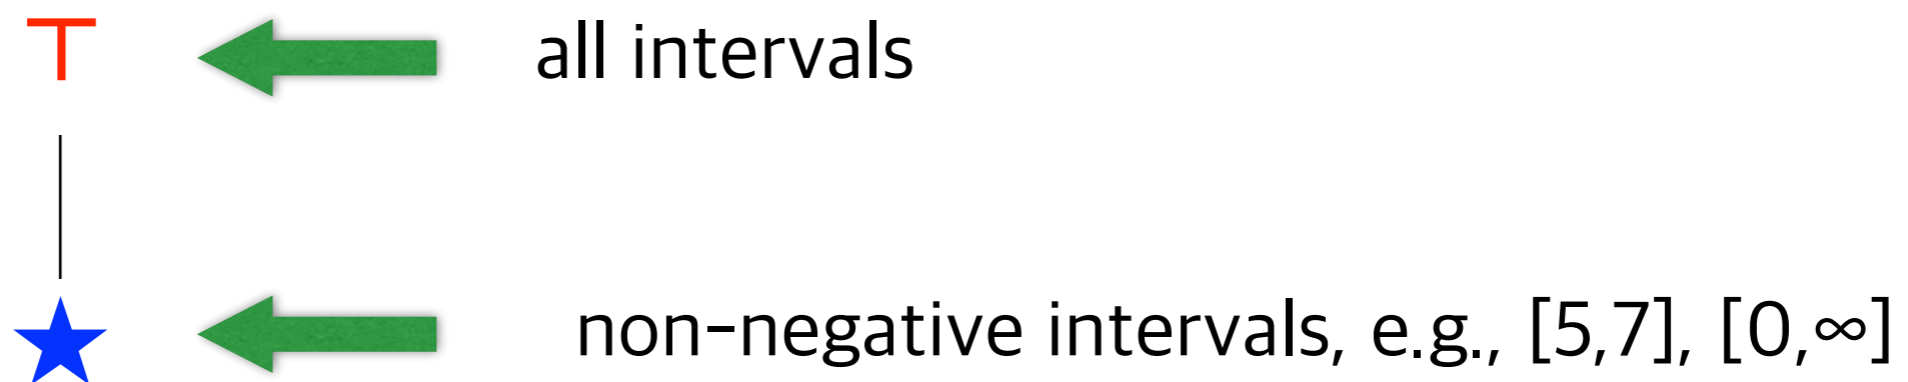 ⊤ all intervals
★ non-negative intervals, e.g., [5,7], [0,∞]